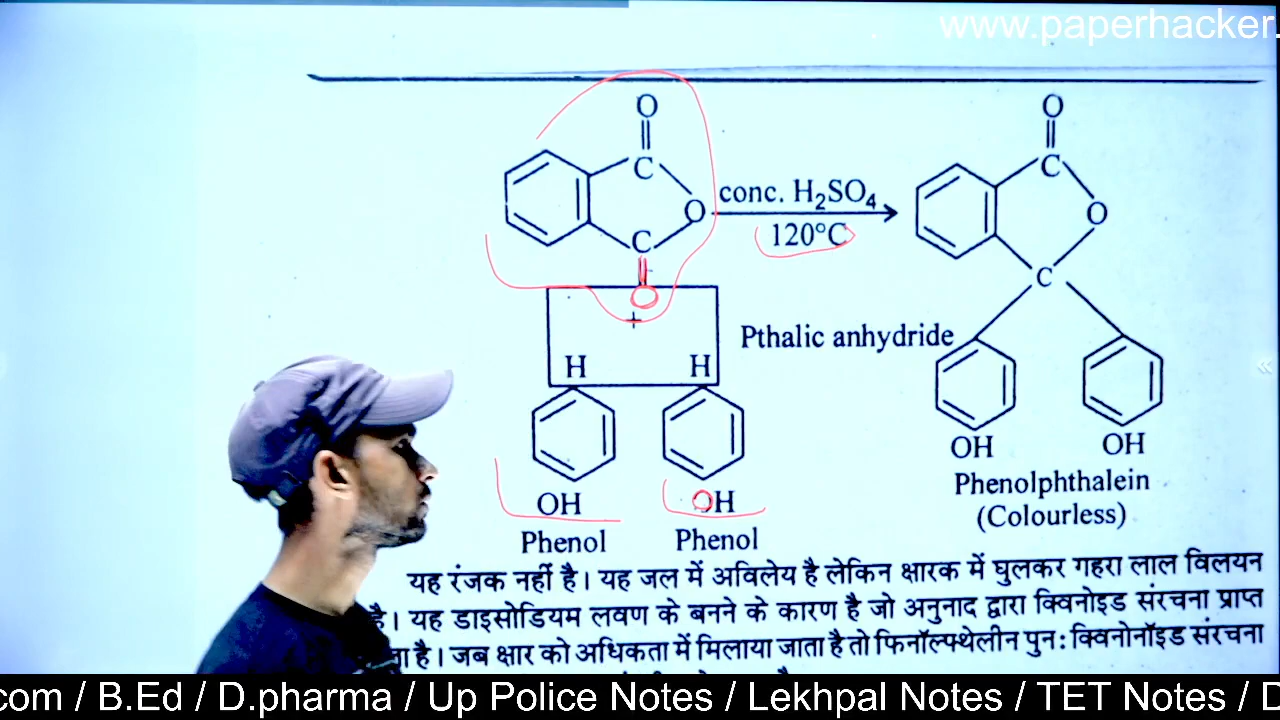 www.paperhacker.
O
O
C
C
O
conc. H₂SO₄
O
120°C
C
O
C
+
Pthalic anhydride
H H
OH OH
OH OH
Phenol Phenol
Phenolphthalein
(Colourless)
यह रंजक नहीं है। यह जल में अविलेय है लेकिन क्षारक में घुलकर गहरा लाल विलयन
है। यह डाइसोडियम लवण के बनने के कारण है जो अनुनाद द्वारा क्विनोइड संरचना प्राप्त
है। जब क्षार को अधिकता में मिलाया जाता है तो फिनॉल्फ्थेलीन पुनः क्विनोनॉइड संरचना
com / B.Ed / D.pharma / Up Police Notes / Lekhpal Notes / TET Notes / D